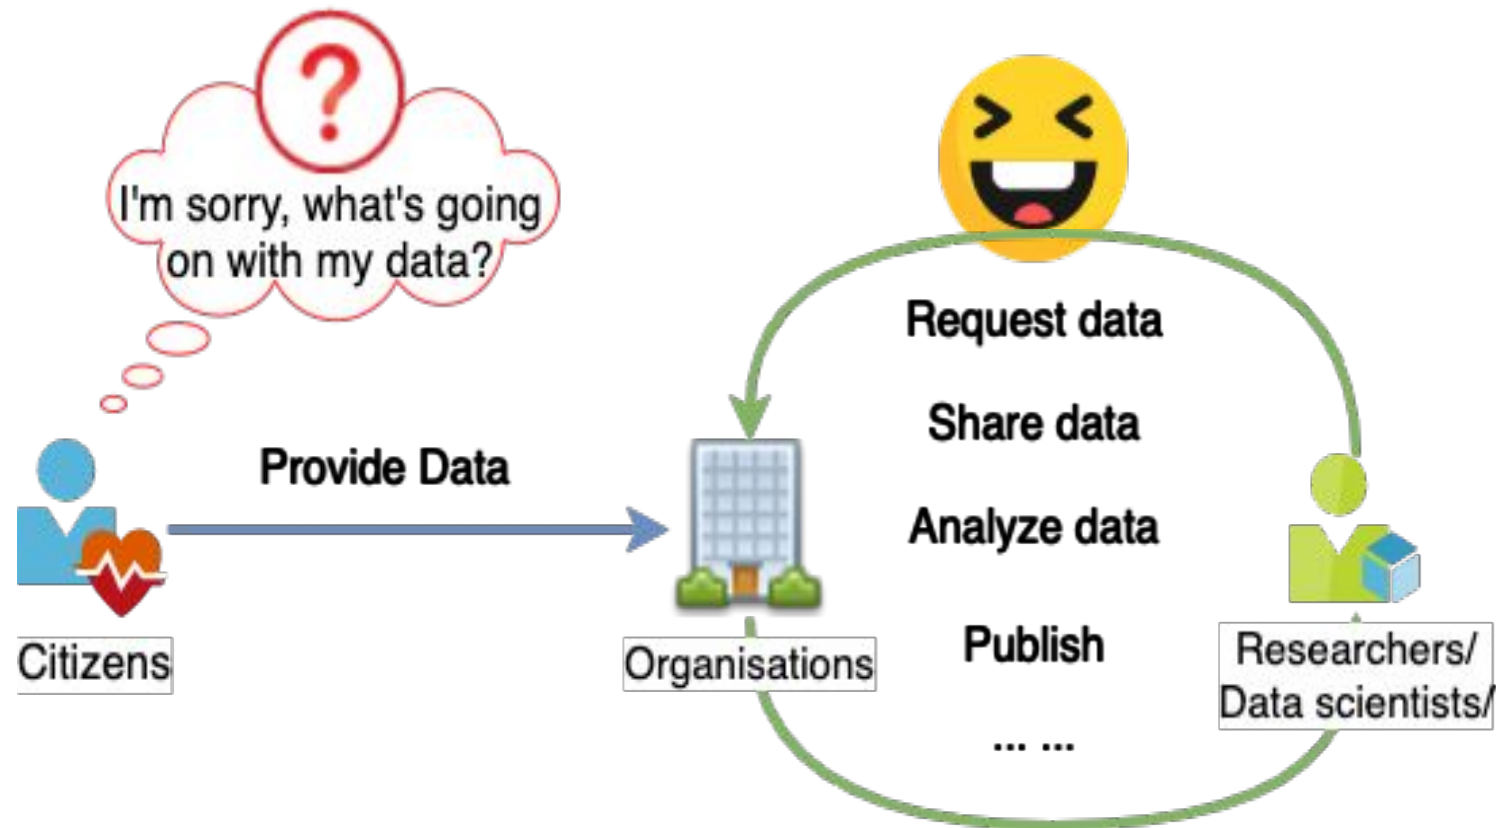 ?
I'm sorry, what's going
on with my data?
Provide Data
Citizens
Organisations
Request data
Share data
Analyze data
Publish
... ...
Researchers/
Data scientists/